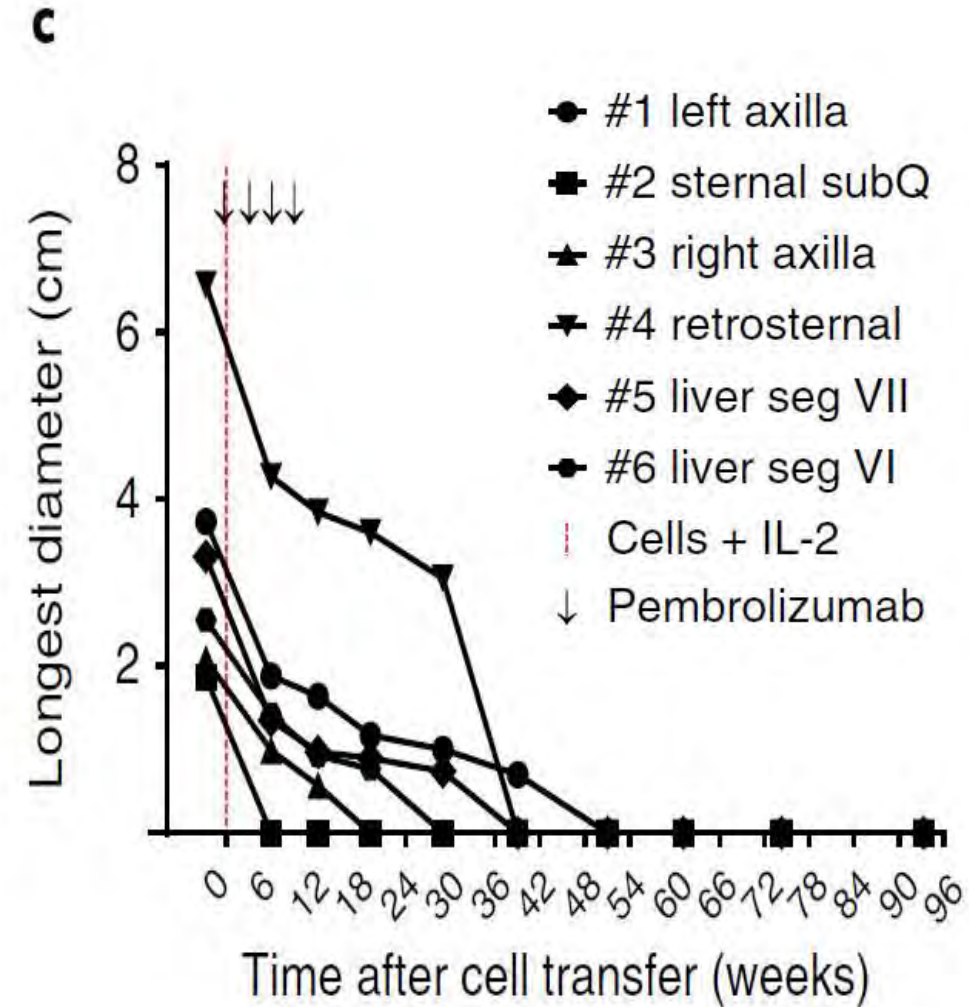 c
Longest diameter (cm)
8
6
4
2
#1 left axilla
#2 sternal subQ
#3 right axilla
#4 retrosternal
#5 liver seg VII
#6 liver seg VI
Cells + IL-2
Pembrolizumab
0 6 12 18 24 30 36 42 48 54 60 66 72 78 84 90 96
Time after cell transfer (weeks)